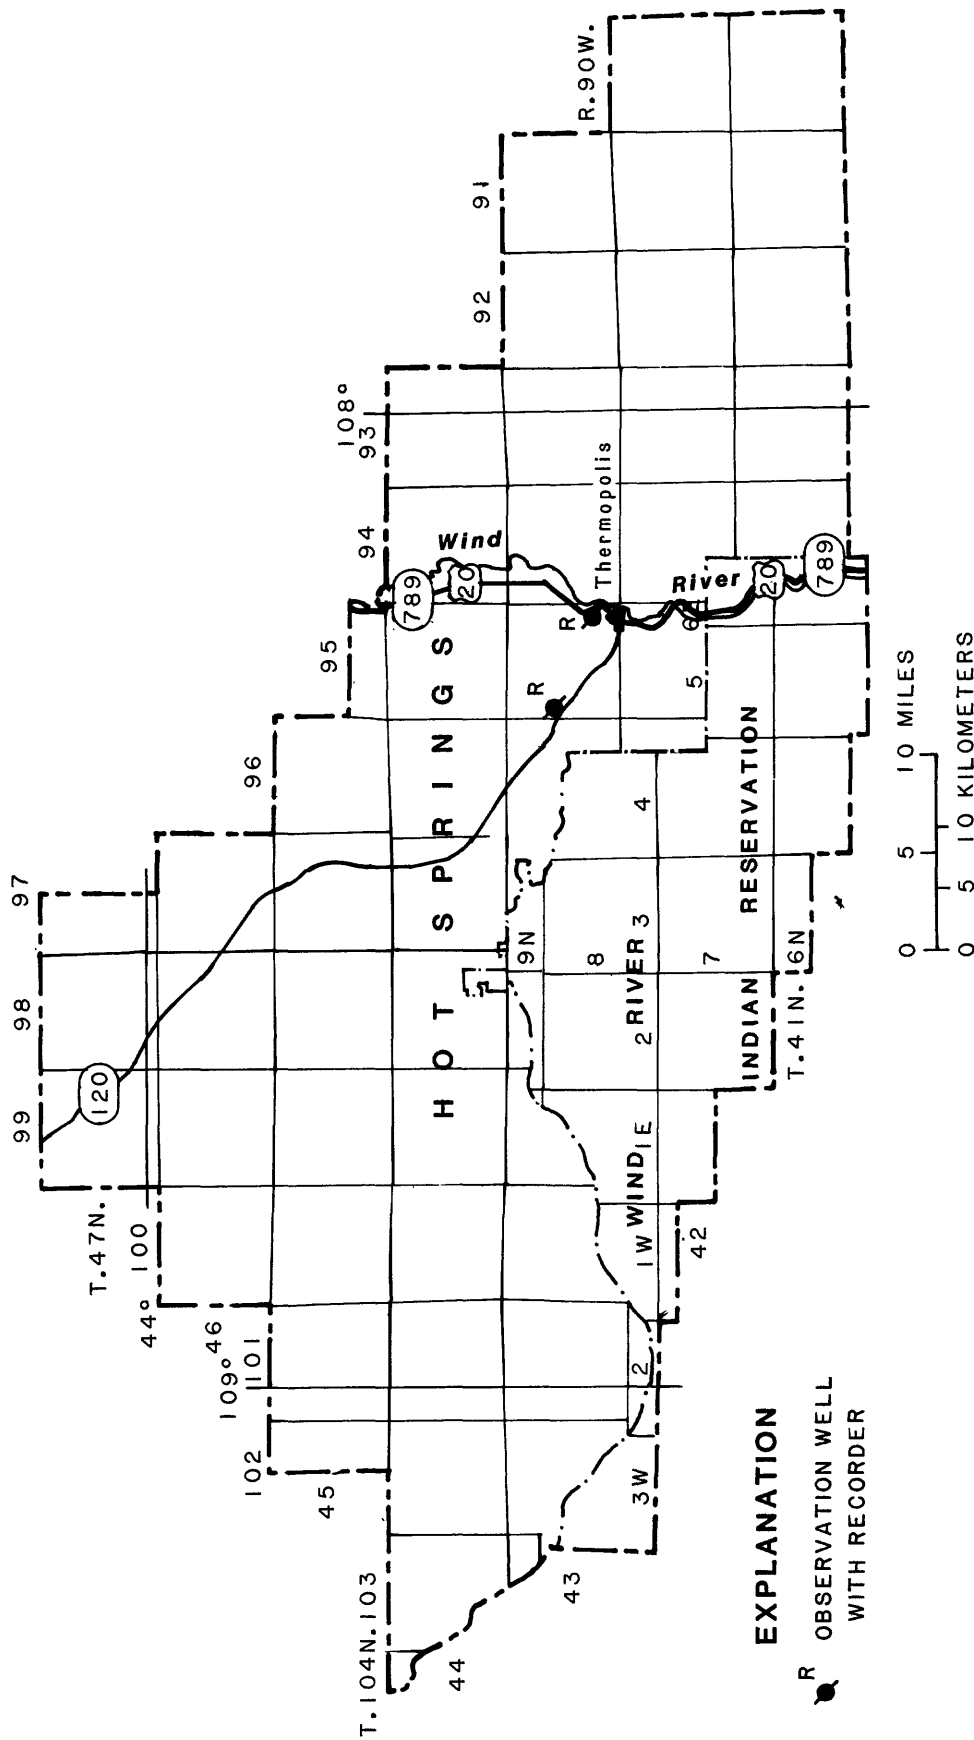 T.47N.
99
98
97
100
44°
46
109°
101
102
45
T.104N.103
44
43
96
95
94
93
108°
92
91
R.90W.
120
789
20
Wind
HOT SPRINGS
R
R
Thermopolis
River
20
789
6
5
4
3
2
1E
1W
2
3W
9N
8
7
6N
T.41N.
42
WIND RIVER
INDIAN RESERVATION
EXPLANATION
R OBSERVATION WELL
WITH RECORDER
0 5 10 MILES
0 5 10 KILOMETERS